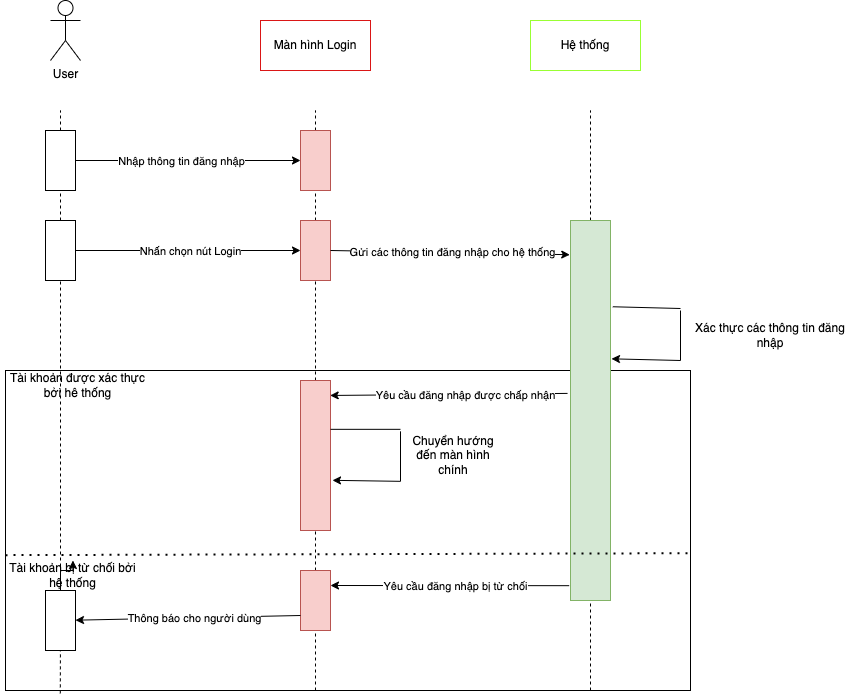 User
Màn hình Login
Hệ thống
Nhập thông tin đăng nhập
Nhấn chọn nút Login
Gửi các thông tin đăng nhập cho hệ thống
Xác thực các thông tin đăng
nhập
Tài khoản được xác thực
bởi hệ thống
Yêu cầu đăng nhập được chấp nhận
Chuyển hướng
đến màn hình
chính
Tài khoản bị từ chối bởi
hệ thống
Yêu cầu đăng nhập bị từ chối
Thông báo cho người dùng